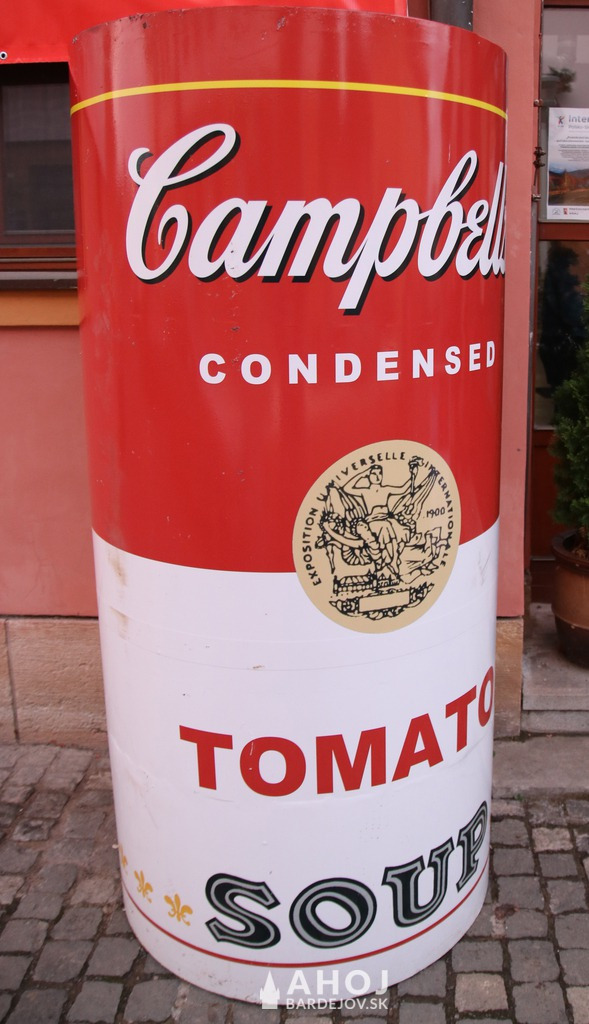 Campbell
CONDENSED
EXPOSITION UNIVERSELLE INTERNATIONALE
1900
TOMATO
SOUP
AHOJ
BARDEJOV.SK